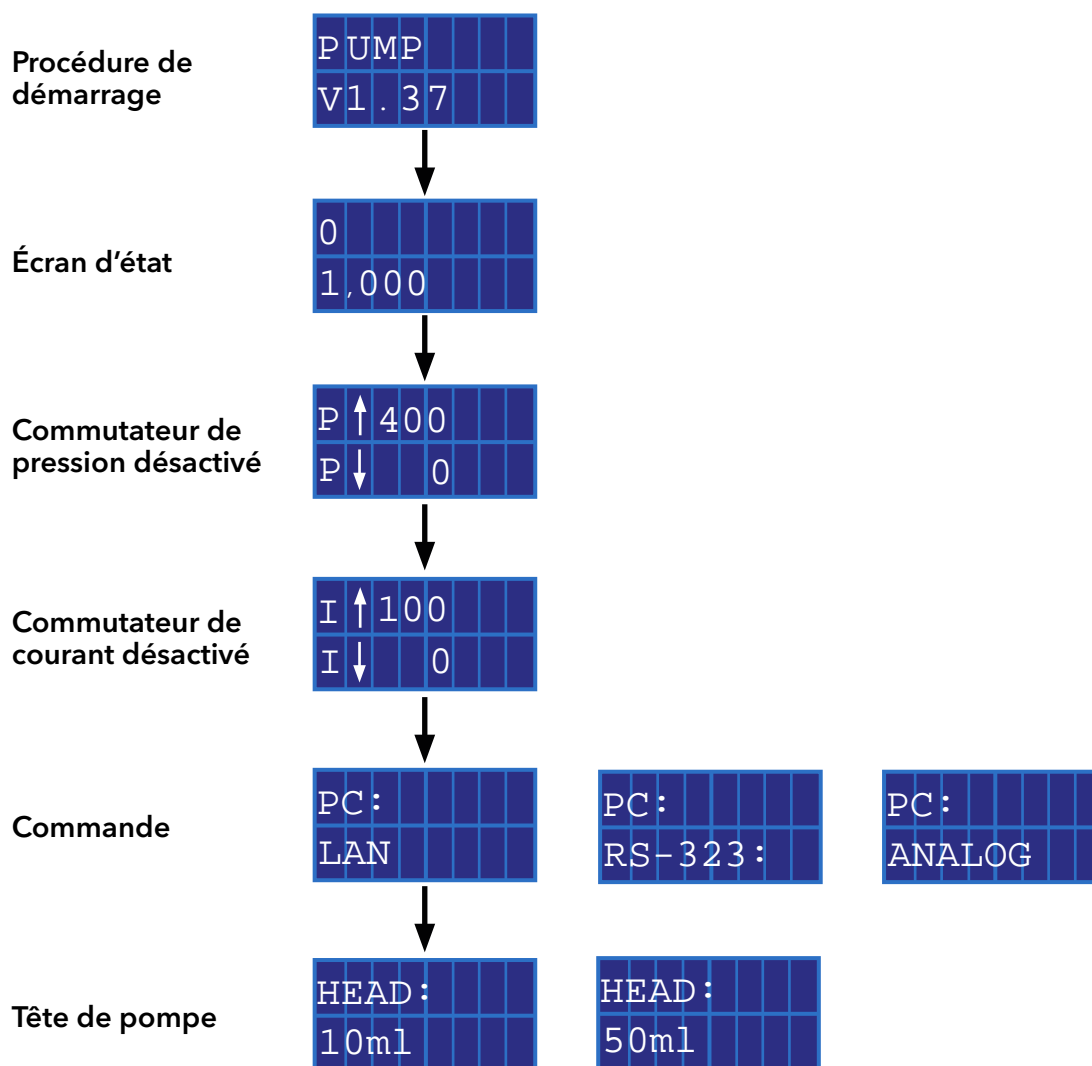 Procédure de
démarrage
PUMP
V1.37
Écran d’état
0
1,000
Commutateur de
pression désactivé
P↑400
P↓ 0
Commutateur de
courant désactivé
I↑100
I↓ 0
Commande
PC:
LAN
PC:
RS-323:
PC:
ANALOG
Tête de pompe
HEAD:
10ml
HEAD:
50ml